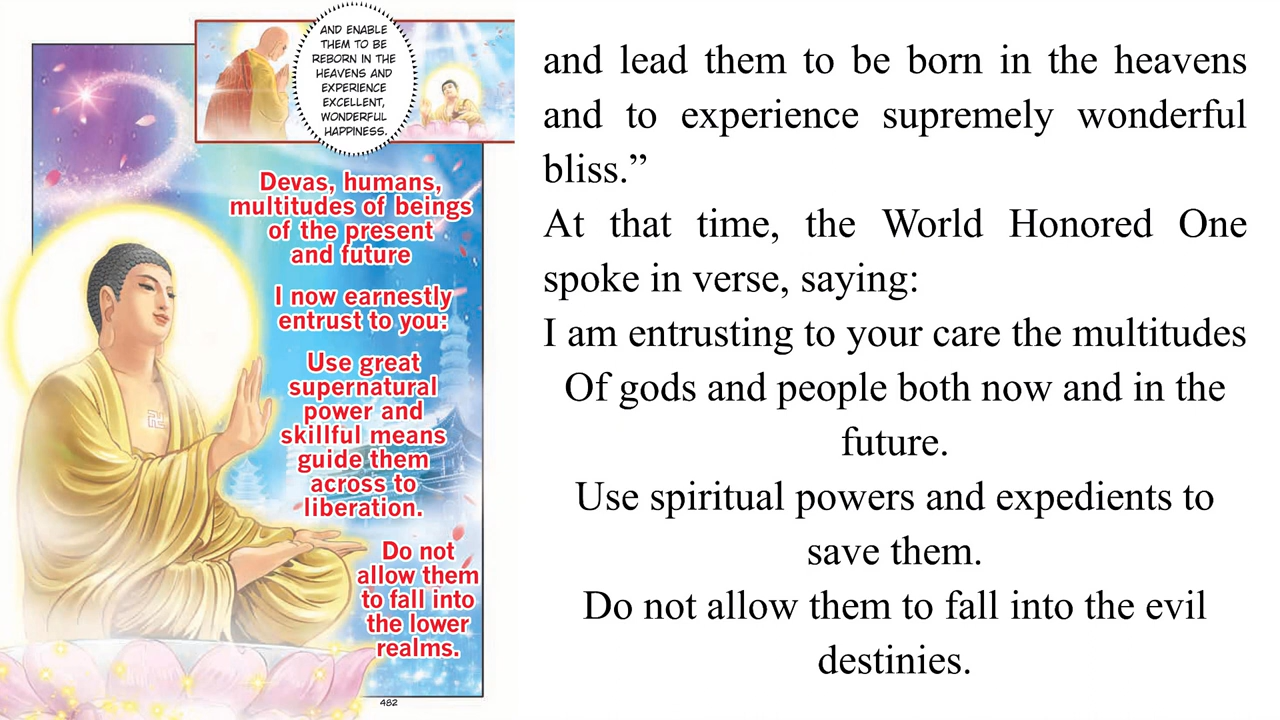 AND ENABLE
THEM TO BE
REBORN IN THE
HEAVENS AND
EXPERIENCE
EXCELLENT,
WONDERFUL
HAPPINESS.
Devas, humans,
multitudes of beings
of the present
and future
I now earnestly
entrust to you:
Use great
supernatural
power and
skillful means
guide them
across to
liberation.
Do not
allow them
to fall into
the lower
realms.
482
and lead them to be born in the heavens
and to experience supremely wonderful
bliss.”
At that time, the World Honored One
spoke in verse, saying:
I am entrusting to your care the multitudes
Of gods and people both now and in the
future.
Use spiritual powers and expedients to
save them.
Do not allow them to fall into the evil
destinies.